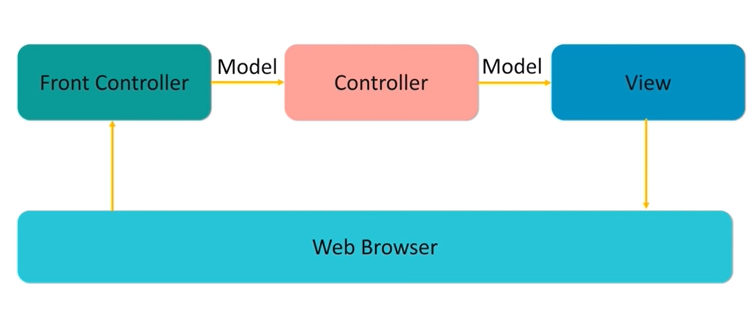 Front Controller
Model
Controller
Model
View
Web Browser